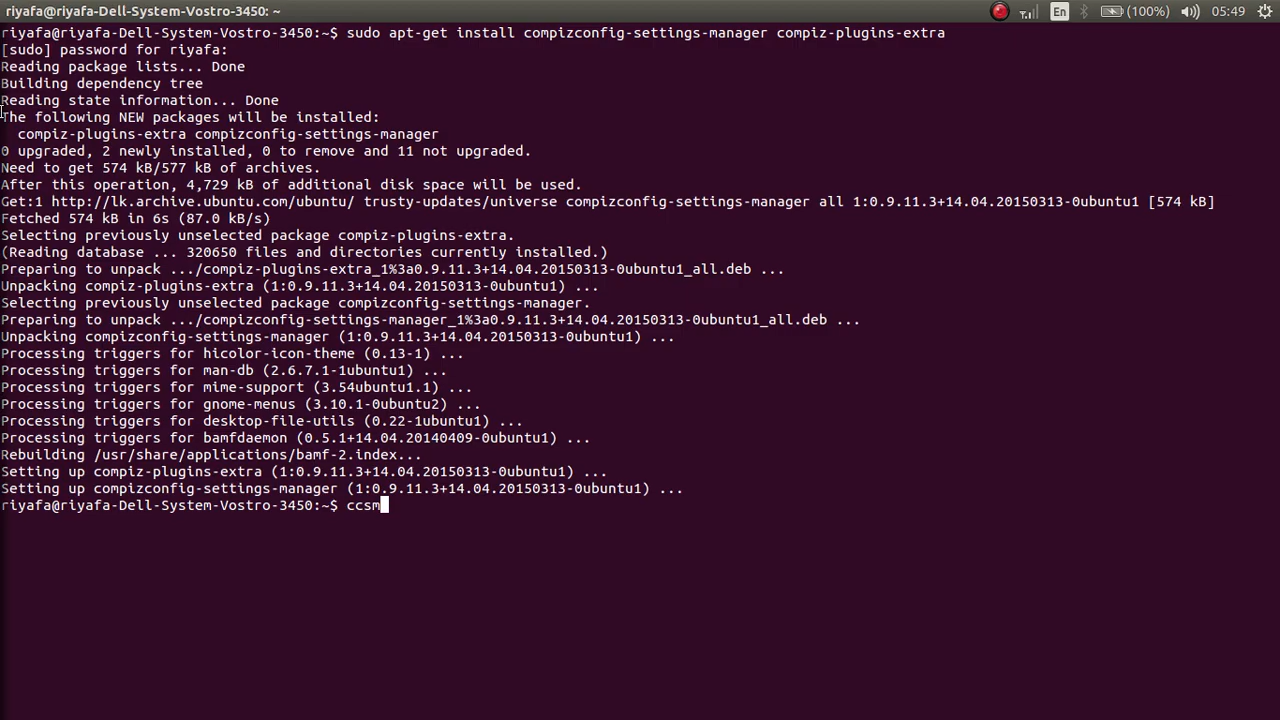 riyafa@riyafa-Dell-System-Vostro-3450: ~ En (100%) 05:49
riyafa@riyafa-Dell-System-Vostro-3450:~$ sudo apt-get install compizconfig-settings-manager compiz-plugins-extra
[sudo] password for riyafa:
Reading package lists... Done
Building dependency tree
Reading state information... Done
The following NEW packages will be installed:
  compiz-plugins-extra compizconfig-settings-manager
0 upgraded, 2 newly installed, 0 to remove and 11 not upgraded.
Need to get 574 kB/577 kB of archives.
After this operation, 4,729 kB of additional disk space will be used.
Get:1 http://lk.archive.ubuntu.com/ubuntu/ trusty-updates/universe compizconfig-settings-manager all 1:0.9.11.3+14.04.20150313-0ubuntu1 [574 kB]
Fetched 574 kB in 6s (87.0 kB/s)
Selecting previously unselected package compiz-plugins-extra.
(Reading database ... 320650 files and directories currently installed.)
Preparing to unpack .../compiz-plugins-extra_1%3a0.9.11.3+14.04.20150313-0ubuntu1_all.deb ...
Unpacking compiz-plugins-extra (1:0.9.11.3+14.04.20150313-0ubuntu1) ...
Selecting previously unselected package compizconfig-settings-manager.
Preparing to unpack .../compizconfig-settings-manager_1%3a0.9.11.3+14.04.20150313-0ubuntu1_all.deb ...
Unpacking compizconfig-settings-manager (1:0.9.11.3+14.04.20150313-0ubuntu1) ...
Processing triggers for hicolor-icon-theme (0.13-1) ...
Processing triggers for man-db (2.6.7.1-1ubuntu1) ...
Processing triggers for mime-support (3.54ubuntu1.1) ...
Processing triggers for gnome-menus (3.10.1-0ubuntu2) ...
Processing triggers for desktop-file-utils (0.22-1ubuntu1) ...
Processing triggers for bamfdaemon (0.5.1+14.04.20140409-0ubuntu1) ...
Rebuilding /usr/share/applications/bamf-2.index...
Setting up compiz-plugins-extra (1:0.9.11.3+14.04.20150313-0ubuntu1) ...
Setting up compizconfig-settings-manager (1:0.9.11.3+14.04.20150313-0ubuntu1) ...
riyafa@riyafa-Dell-System-Vostro-3450:~$ ccsm